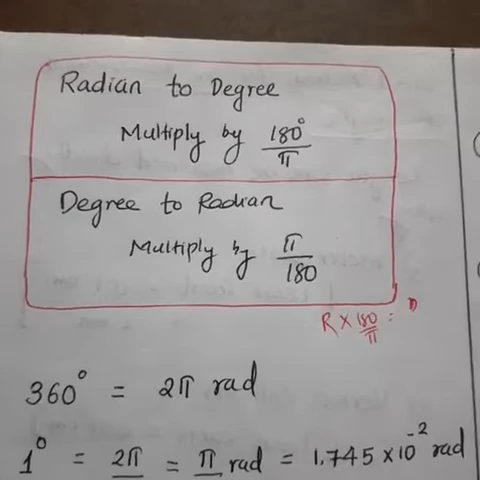 Radian to Degree
Multiply by 180°/π
Degree to Radian
Multiply by π/180
R × 180/π =
360° = 2π rad
1° = 2π = π rad = 1.745 × 10⁻² rad